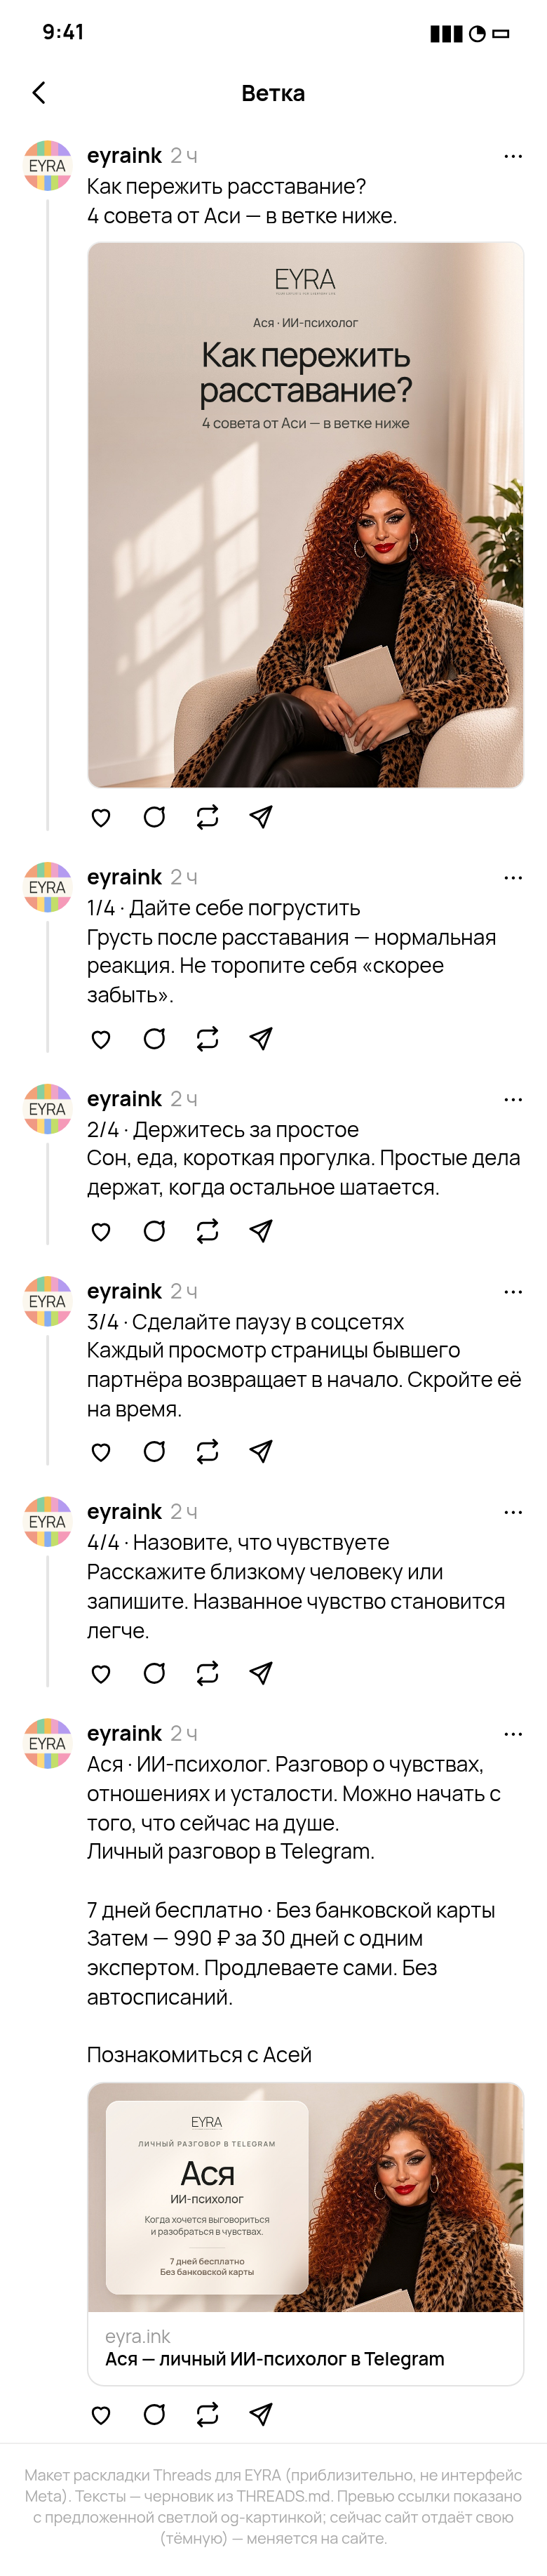 9:41
Ветка
EYRA
eyraink 2 ч
Как пережить расставание?
4 совета от Аси — в ветке ниже.
EYRA
Ася · ИИ-психолог
Как пережить
расставание?
4 совета от Аси — в ветке ниже
EYRA
eyraink 2 ч
1/4 · Дайте себе погрустить
Грусть после расставания — нормальная
реакция. Не торопите себя «скорее
забыть».
EYRA
eyraink 2 ч
2/4 · Держитесь за простое
Сон, еда, короткая прогулка. Простые дела
держат, когда остальное шатается.
EYRA
eyraink 2 ч
3/4 · Сделайте паузу в соцсетях
Каждый просмотр страницы бывшего
партнёра возвращает в начало. Скройте её
на время.
EYRA
eyraink 2 ч
4/4 · Назовите, что чувствуете
Расскажите близкому человеку или
запишите. Названное чувство становится
легче.
EYRA
eyraink 2 ч
Ася · ИИ-психолог. Разговор о чувствах,
отношениях и усталости. Можно начать с
того, что сейчас на душе.
Личный разговор в Telegram.
7 дней бесплатно · Без банковской карты
Затем — 990 ₽ за 30 дней с одним
экспертом. Продлеваете сами. Без
автосписаний.
Познакомиться с Асей
EYRA
ЛИЧНЫЙ РАЗГОВОР В TELEGRAM
Ася
ИИ-психолог
Когда хочется выговориться
и разобраться в чувствах.
7 дней бесплатно
Без банковской карты
eyra.ink
Ася — личный ИИ-психолог в Telegram
Макет раскладки Threads для EYRA (приблизительно, не интерфейс
Meta). Тексты — черновик из THREADS.md. Превью ссылки показано
с предложенной светлой og-картинкой; сейчас сайт отдаёт свою
(тёмную) — меняется на сайте.